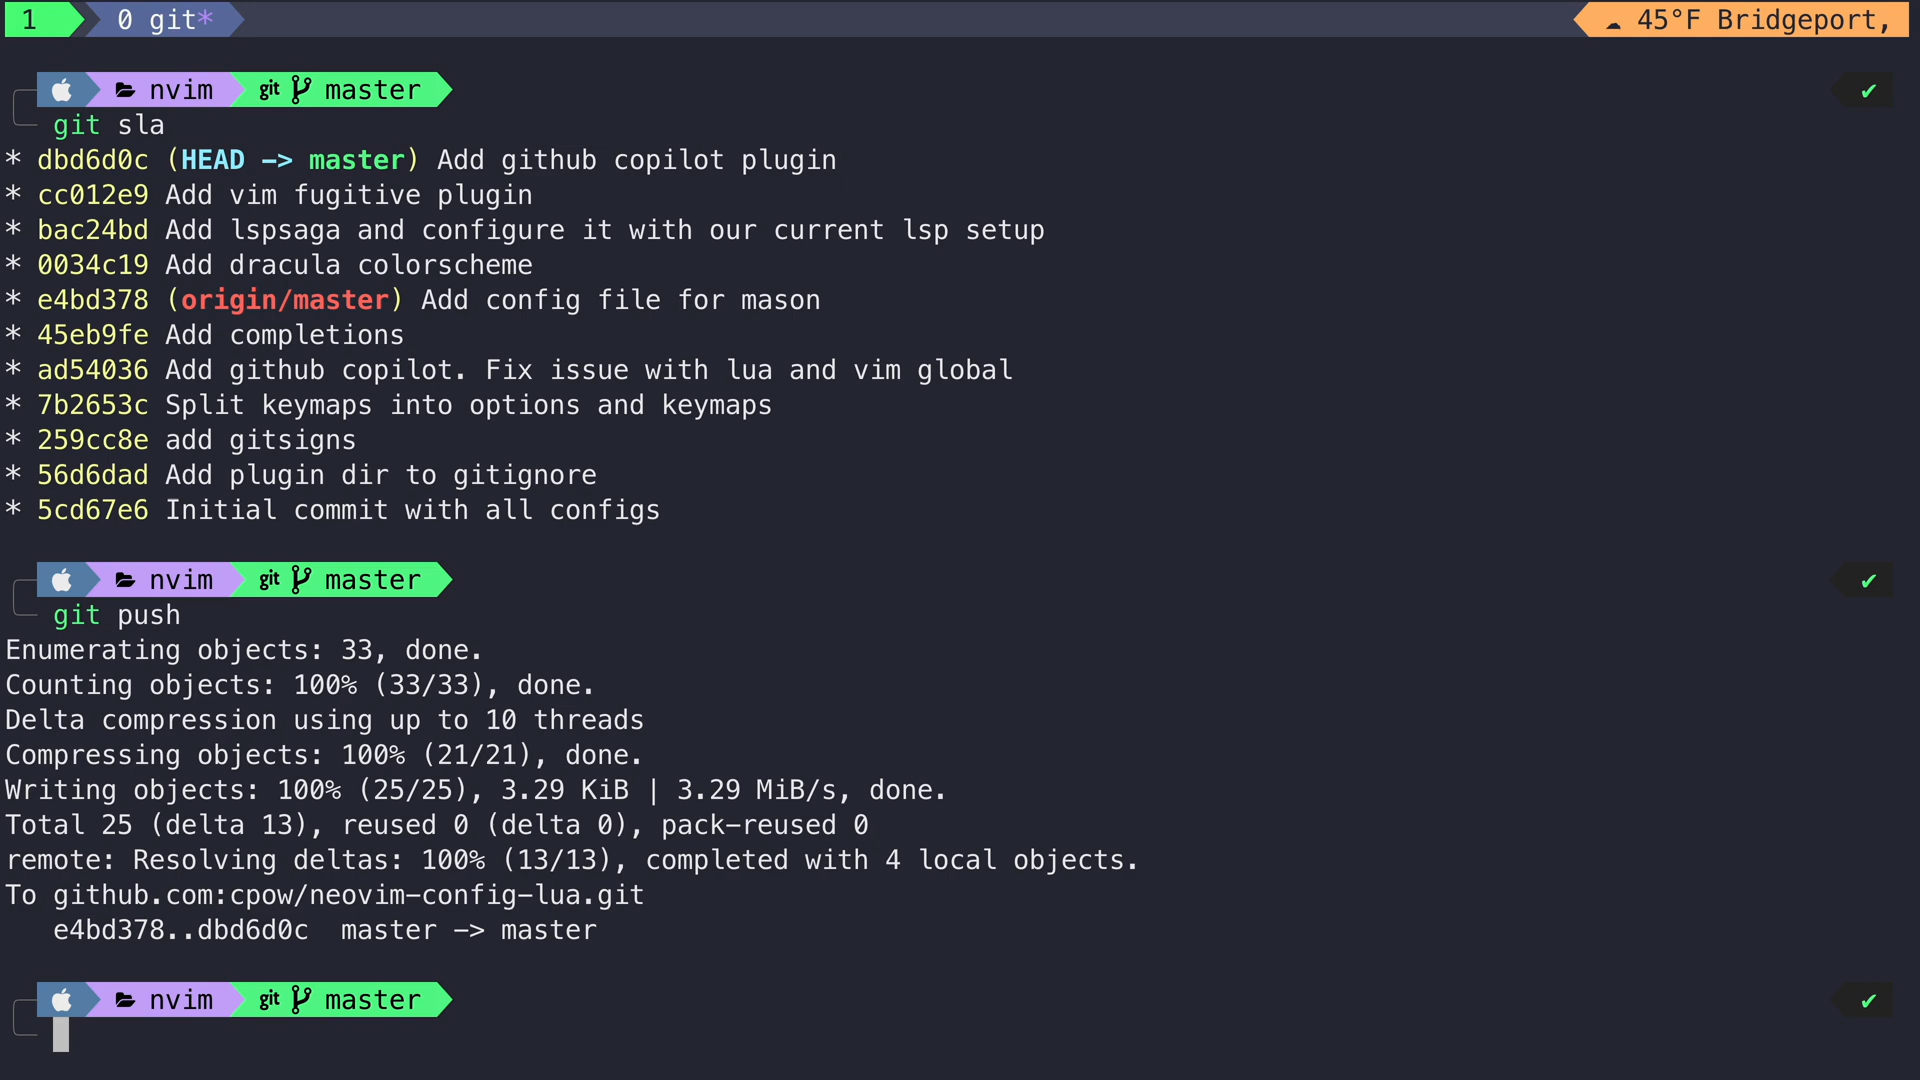 1 0 git* 45°F Bridgeport,
nvim git master ✔
git sla
* dbd6d0c (HEAD -> master) Add github copilot plugin
* cc012e9 Add vim fugitive plugin
* bac24bd Add lspsaga and configure it with our current lsp setup
* 0034c19 Add dracula colorscheme
* e4bd378 (origin/master) Add config file for mason
* 45eb9fe Add completions
* ad54036 Add github copilot. Fix issue with lua and vim global
* 7b2653c Split keymaps into options and keymaps
* 259cc8e add gitsigns
* 56d6dad Add plugin dir to gitignore
* 5cd67e6 Initial commit with all configs
nvim git master ✔
git push
Enumerating objects: 33, done.
Counting objects: 100% (33/33), done.
Delta compression using up to 10 threads
Compressing objects: 100% (21/21), done.
Writing objects: 100% (25/25), 3.29 KiB | 3.29 MiB/s, done.
Total 25 (delta 13), reused 0 (delta 0), pack-reused 0
remote: Resolving deltas: 100% (13/13), completed with 4 local objects.
To github.com:cpow/neovim-config-lua.git
e4bd378..dbd6d0c master -> master
nvim git master ✔